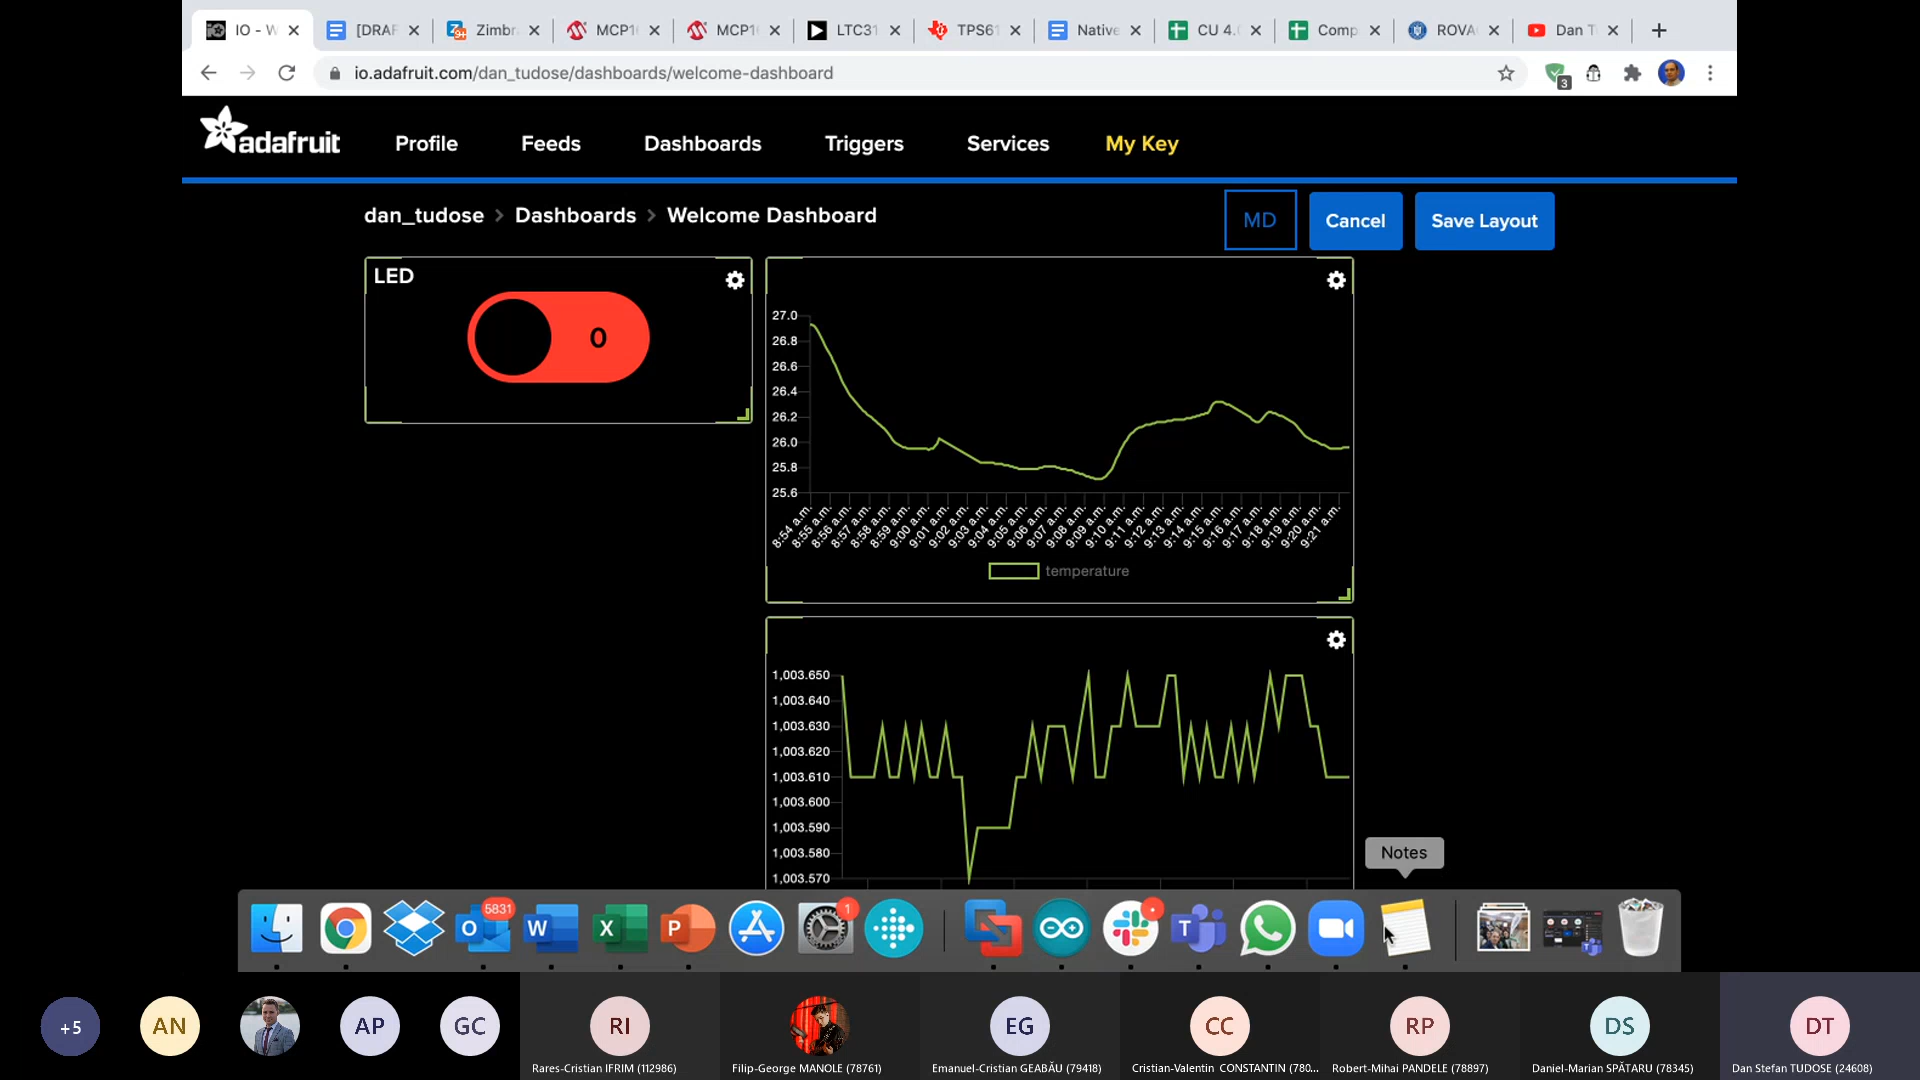 IO - W
[DRAF
Zimbr
MCP1
MCP1
LTC31
TPS61
Native
CU 4.
Comp
ROVA
Dan T
io.adafruit.com/dan_tudose/dashboards/welcome-dashboard
3
adafruit
Profile
Feeds
Dashboards
Triggers
Services
My Key
dan_tudose > Dashboards > Welcome Dashboard
MD
Cancel
Save Layout
LED
0
27.0
26.8
26.6
26.4
26.2
26.0
25.8
25.6
8:54 a.m.
8:55 a.m.
8:56 a.m.
8:57 a.m.
8:58 a.m.
8:59 a.m.
9:00 a.m.
9:01 a.m.
9:02 a.m.
9:03 a.m.
9:04 a.m.
9:05 a.m.
9:06 a.m.
9:07 a.m.
9:08 a.m.
9:09 a.m.
9:10 a.m.
9:11 a.m.
9:12 a.m.
9:13 a.m.
9:14 a.m.
9:15 a.m.
9:16 a.m.
9:17 a.m.
9:18 a.m.
9:19 a.m.
9:20 a.m.
9:21 a.m.
temperature
1,003.650
1,003.640
1,003.630
1,003.620
1,003.610
1,003.600
1,003.590
1,003.580
1,003.570
Notes
5831
1
+5
AN
AP
GC
RI
EG
CC
RP
DS
DT
Rares-Cristian IFRIM (112986)
Filip-George MANOLE (78761)
Emanuel-Cristian GEABĂU (79418)
Cristian-Valentin CONSTANTIN (780...
Robert-Mihai PANDELE (78897)
Daniel-Marian SPĂTARU (78345)
Dan Stefan TUDOSE (24608)